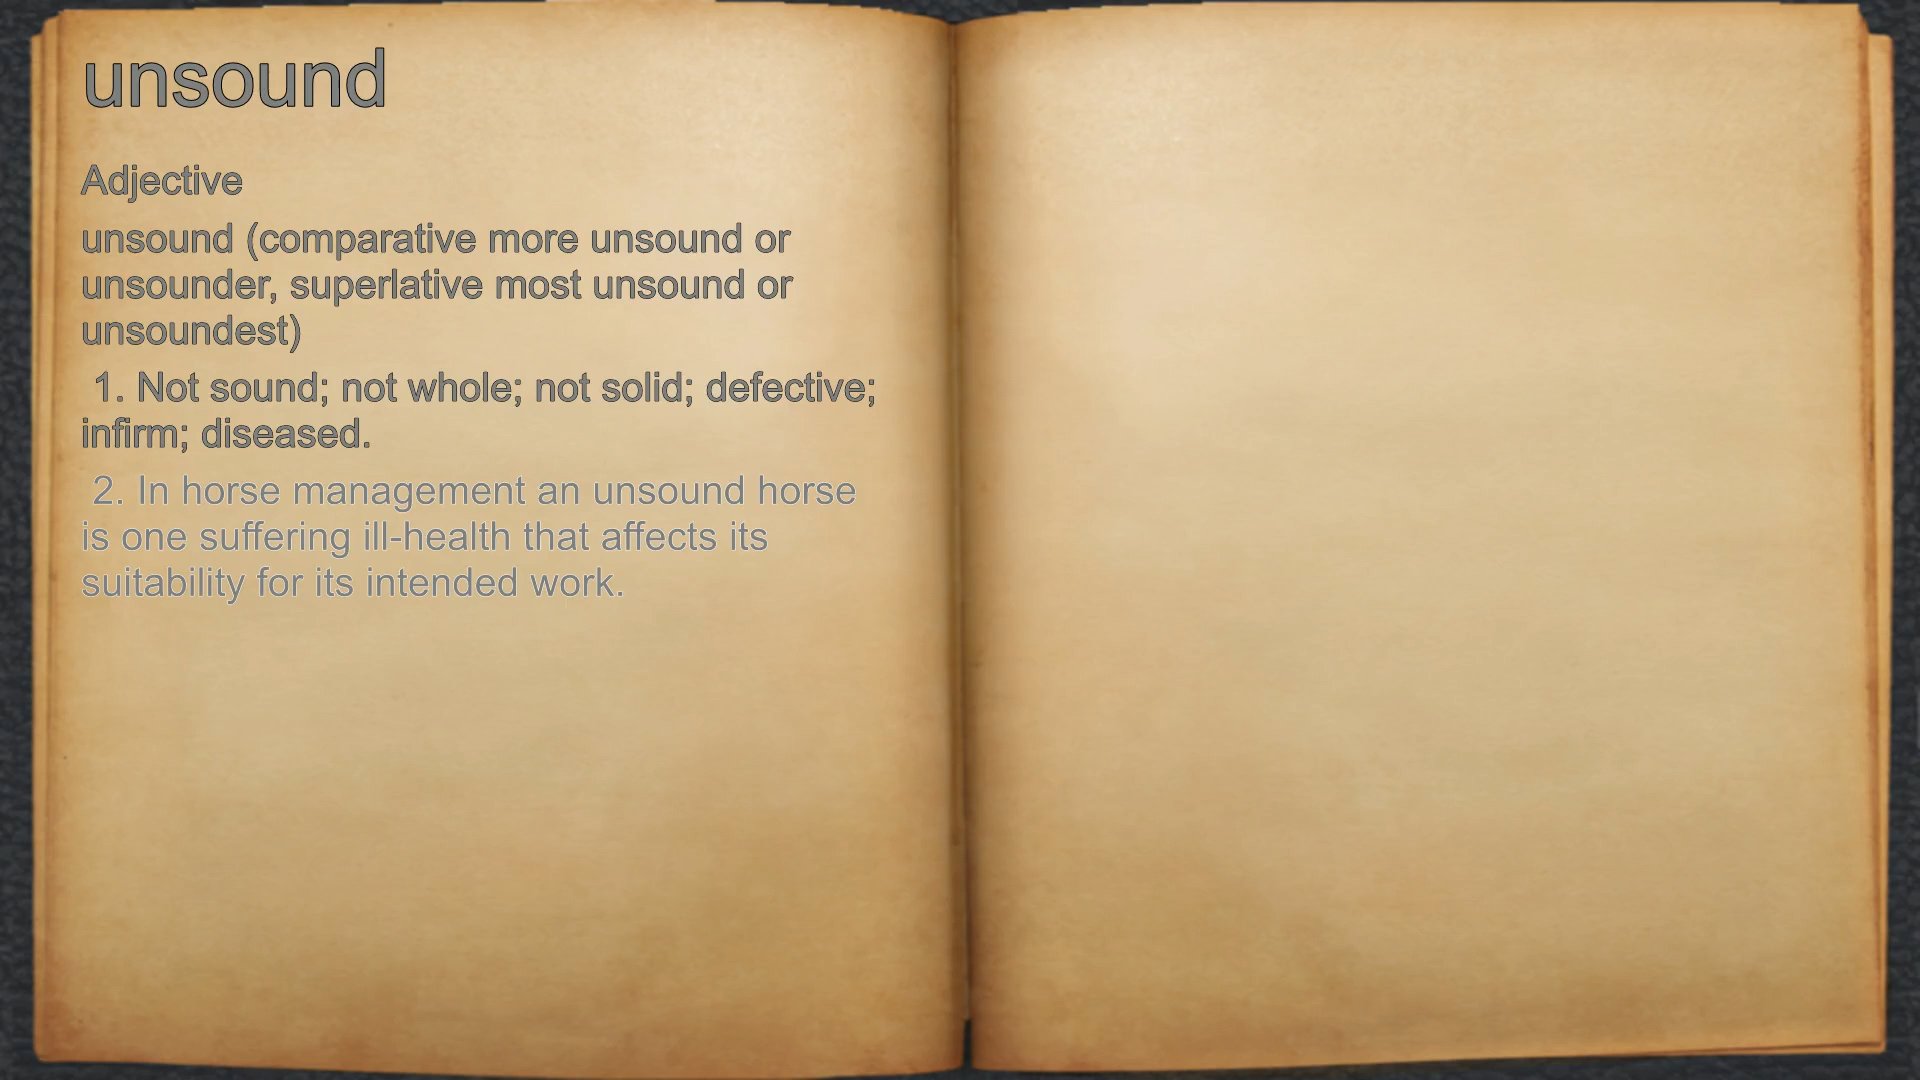 unsound
Adjective
unsound (comparative more unsound or
unsounder, superlative most unsound or
unsoundest)
1. Not sound; not whole; not solid; defective;
infirm; diseased.
2. In horse management an unsound horse
is one suffering ill-health that affects its
suitability for its intended work.